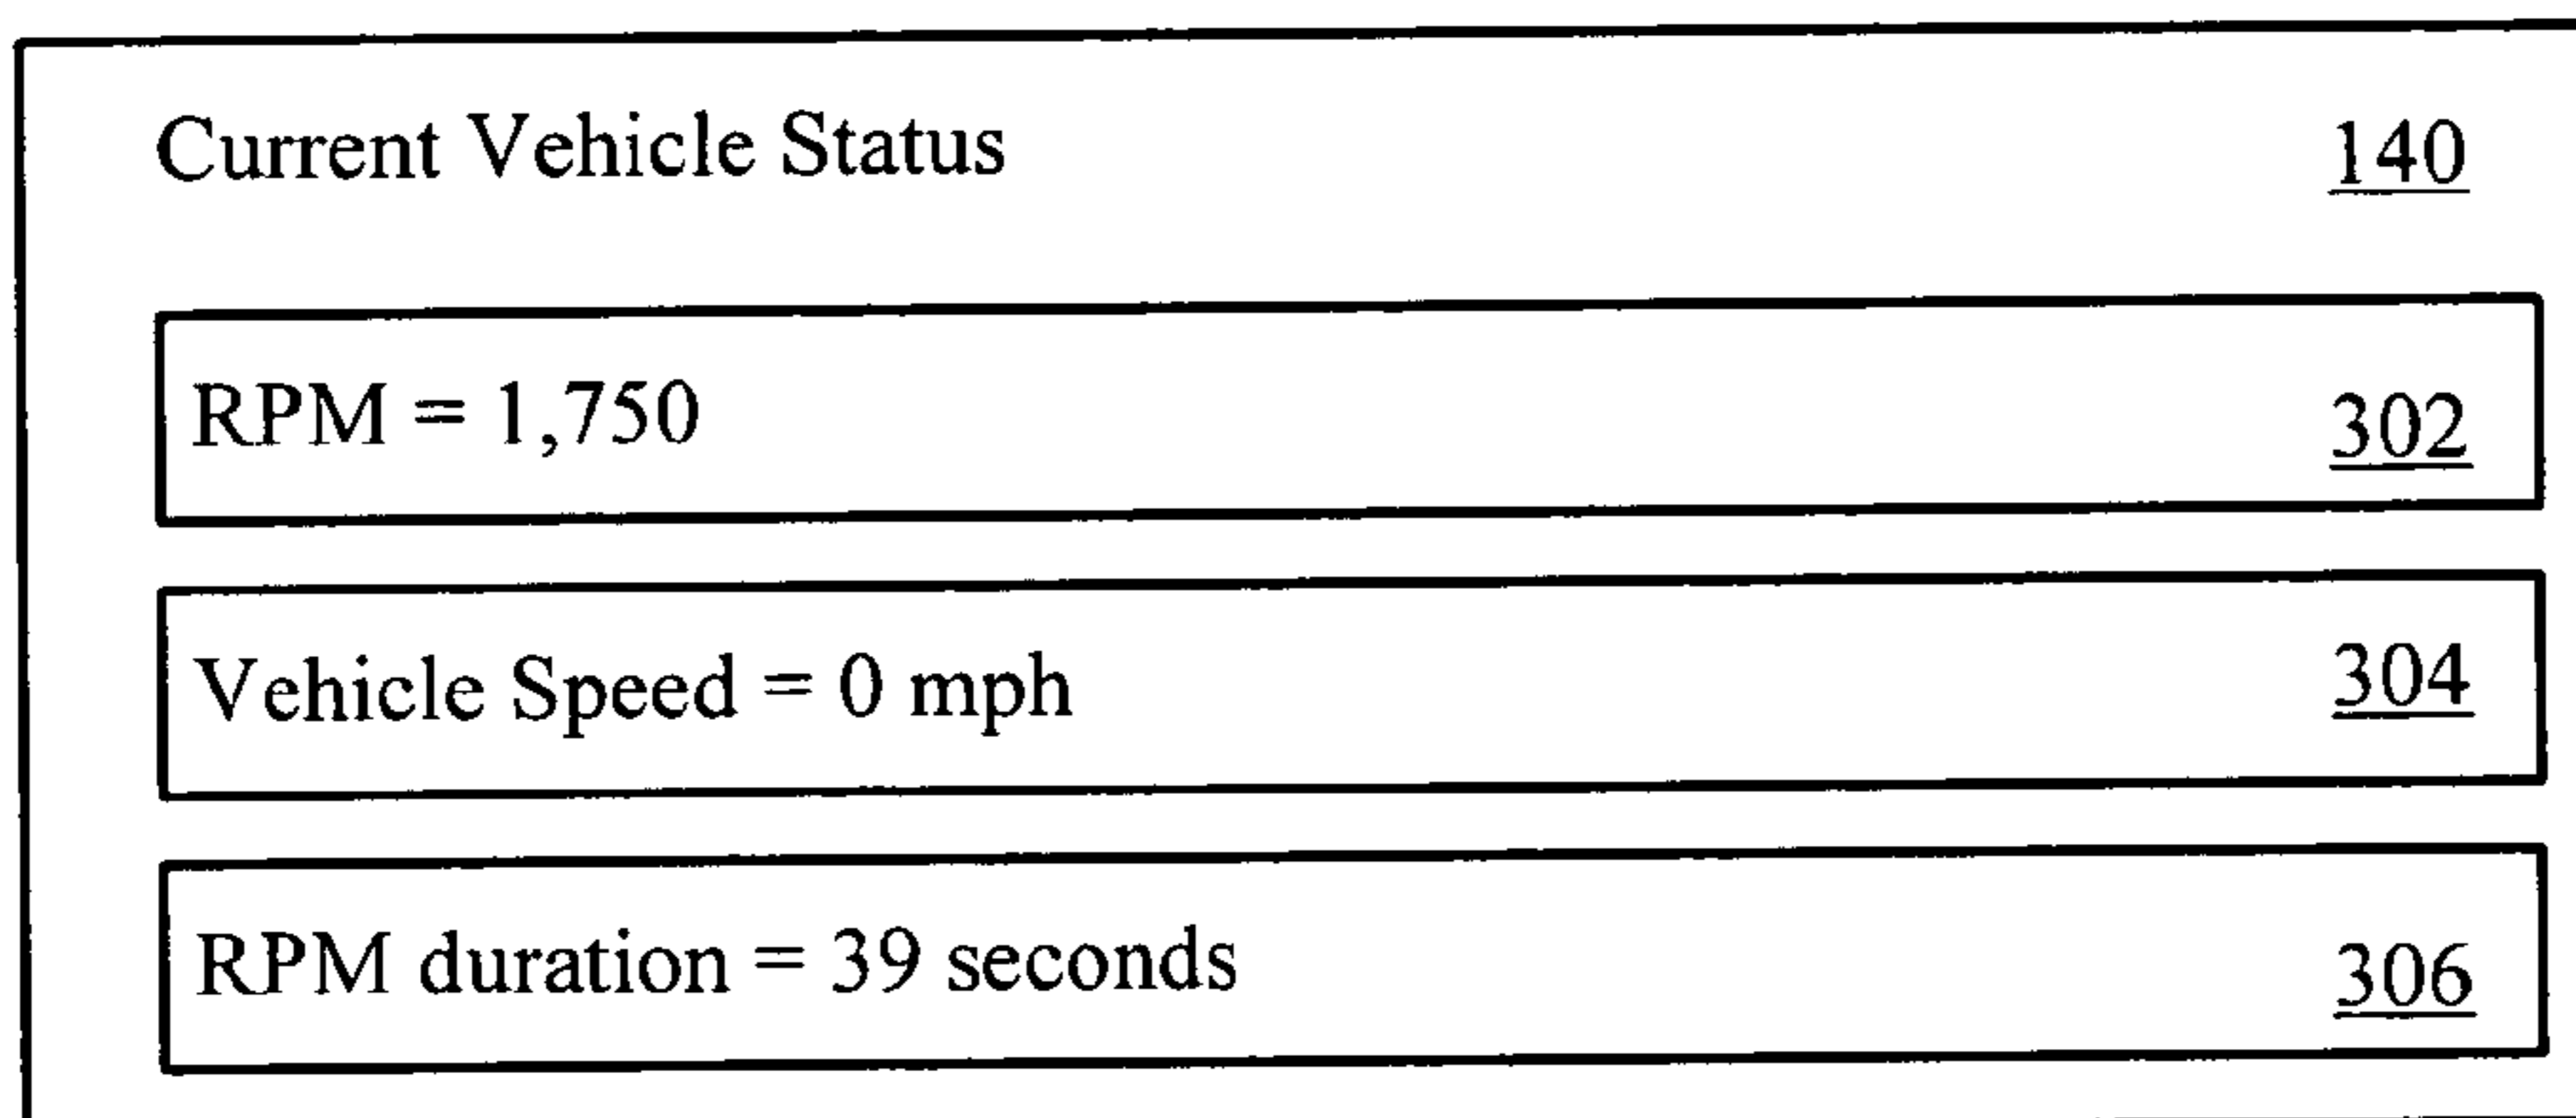 Current Vehicle Status 140
RPM = 1,750 302
Vehicle Speed = 0 mph 304
RPM duration = 39 seconds 306